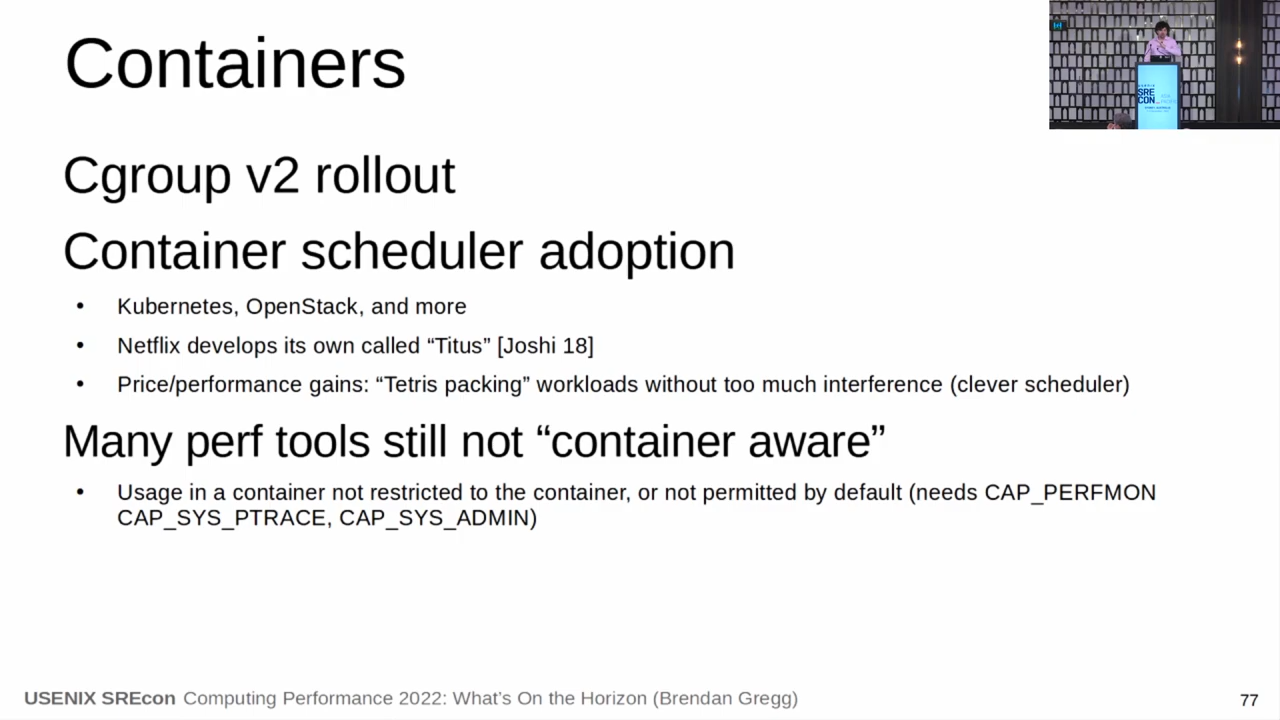 Containers
SRE
CON
Cgroup v2 rollout
Container scheduler adoption
• Kubernetes, OpenStack, and more
• Netflix develops its own called “Titus” [Joshi 18]
• Price/performance gains: “Tetris packing” workloads without too much interference (clever scheduler)
Many perf tools still not “container aware”
• Usage in a container not restricted to the container, or not permitted by default (needs CAP_PERFMON
CAP_SYS_PTRACE, CAP_SYS_ADMIN)
USENIX SREcon Computing Performance 2022: What’s On the Horizon (Brendan Gregg)
77